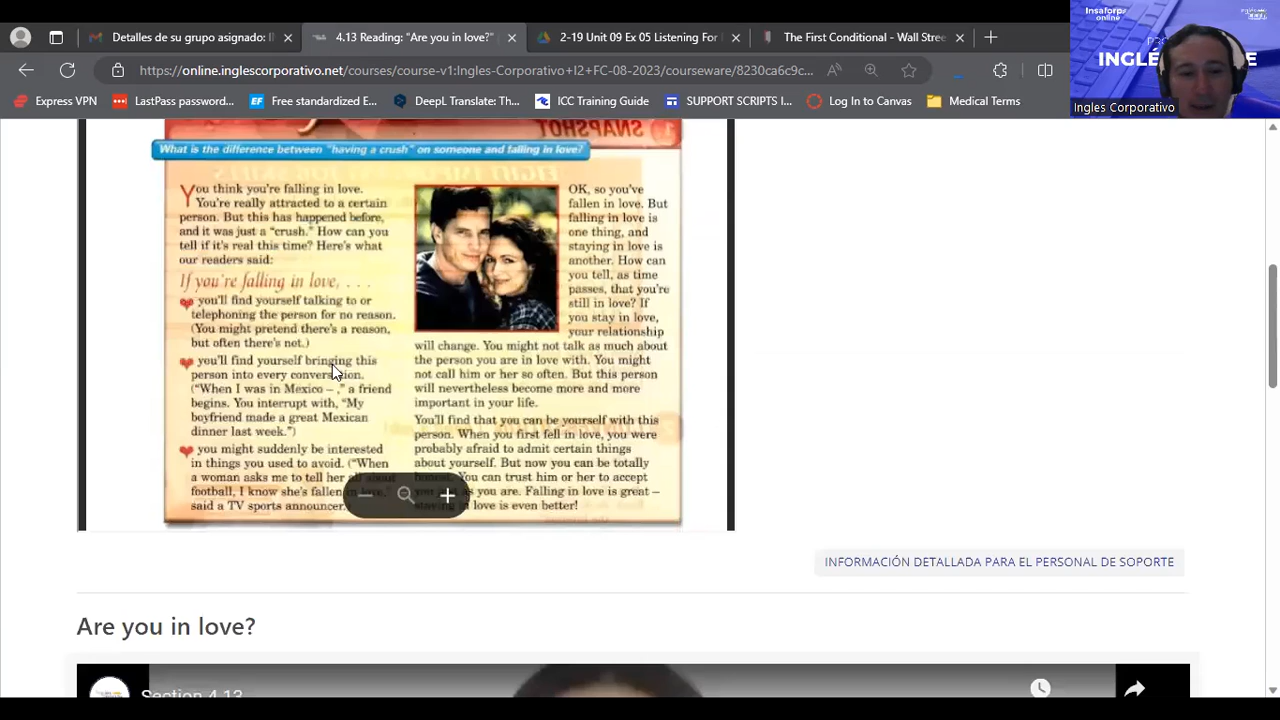 Detalles de su grupo asignado: I
4.13 Reading: "Are you in love?"
2-19 Unit 09 Ex 05 Listening For
The First Conditional - Wall Stre
https://online.inglescorporativo.net/courses/course-v1:Ingles-Corporativo+I2+FC-08-2023/courseware/8230ca6c9c...
Express VPN
LastPass password...
Free standardized E...
DeepL Translate: Th...
ICC Training Guide
SUPPORT SCRIPTS I...
Log In to Canvas
Medical Terms
Insaforp
online
INGLÉ
E
Ingles Corporativo
SNAPSHOT
What is the difference between "having a crush" on someone and falling in love?
You think you're falling in love.
You're really attracted to a certain
person. But this has happened before,
and it was just a "crush." How can you
tell if it's real this time? Here's what
our readers said:
If you're falling in love, . . .
you'll find yourself talking to or
telephoning the person for no reason.
(You might pretend there's a reason,
but often there's not.)
you'll find yourself bringing this
person into every conversation.
("When I was in Mexico – ," a friend
begins. You interrupt with, "My
boyfriend made a great Mexican
dinner last week.")
you might suddenly be interested
in things you used to avoid. ("When
a woman asks me to tell her all about
football, I know she's fallen in love,"
said a TV sports announcer.
OK, so you've
fallen in love. But
falling in love is
one thing, and
staying in love is
another. How can
you tell, as time
passes, that you're
still in love? If
you stay in love,
your relationship
will change. You might not talk as much about
the person you are in love with. You might
not call him or her so often. But this person
will nevertheless become more and more
important in your life.
You'll find that you can be yourself with this
person. When you first fell in love, you were
probably afraid to admit certain things
about yourself. But now you can be totally
You can trust him or her to accept
as you are. Falling in love is great –
in love is even better!
INFORMACIÓN DETALLADA PARA EL PERSONAL DE SOPORTE
Are you in love?
Section 4.13